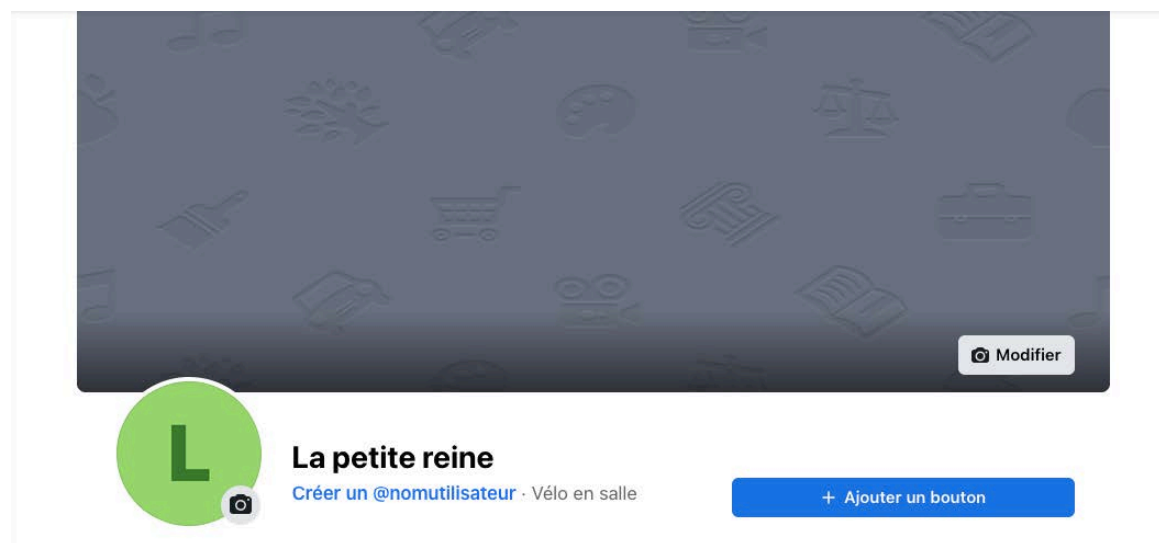 Modifier
L
La petite reine
Créer un @nomutilisateur · Vélo en salle
+ Ajouter un bouton